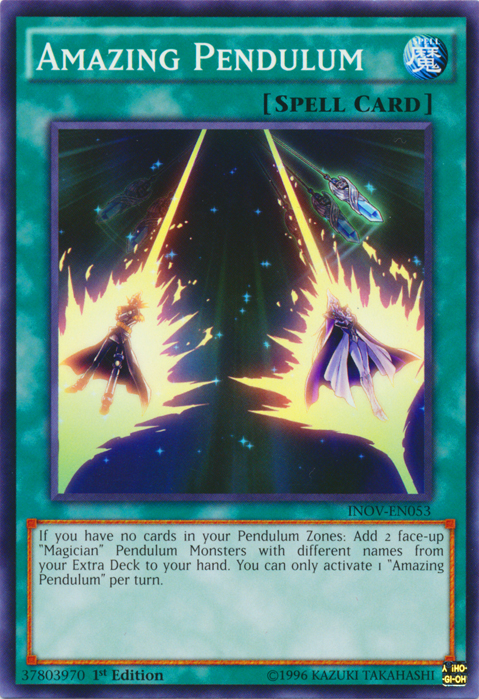 AMAZING PENDULUM
SPELL
魔
[SPELL CARD]
INOV-EN053
If you have no cards in your Pendulum Zones: Add 2 face-up
"Magician" Pendulum Monsters with different names from
your Extra Deck to your hand. You can only activate 1 "Amazing
Pendulum" per turn.
37803970 1st Edition ©1996 KAZUKI TAKAHASHI